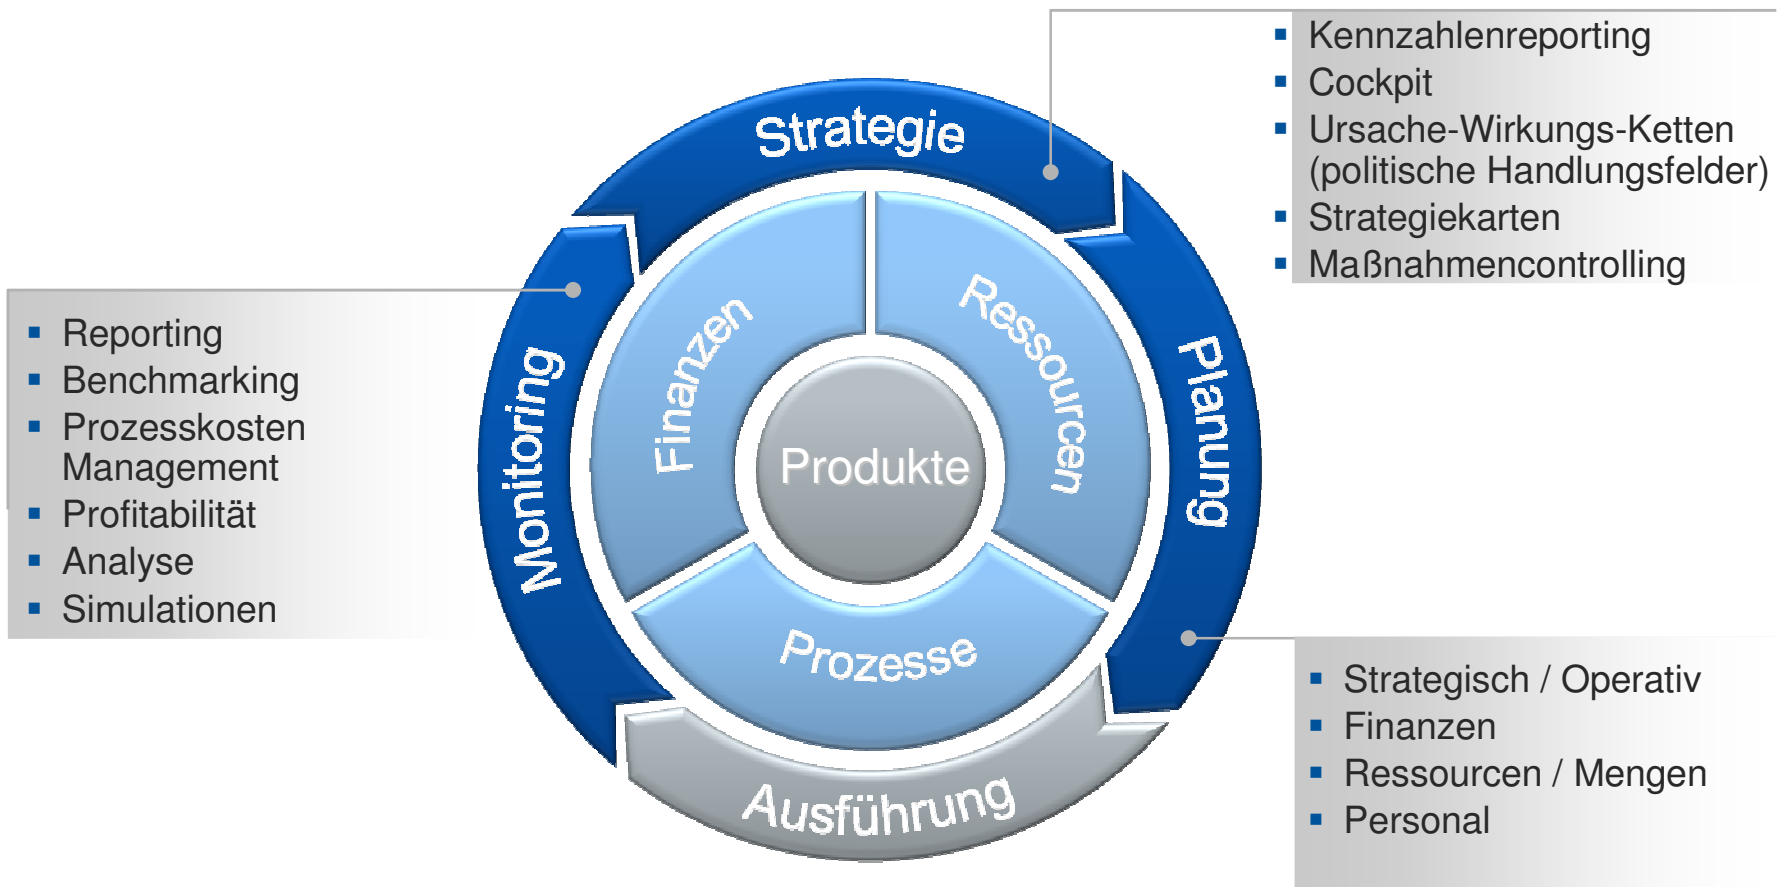 Kennzahlenreporting
Cockpit
Ursache-Wirkungs-Ketten
(politische Handlungsfelder)
Strategiekarten
Maßnahmencontrolling
Strategie
Reporting
Benchmarking
Prozesskosten
Management
Profitabilität
Analyse
Simulationen
Monitoring
Finanzen
Ressourcen
Planung
Produkte
Prozesse
Ausführung
Strategisch / Operativ
Finanzen
Ressourcen / Mengen
Personal